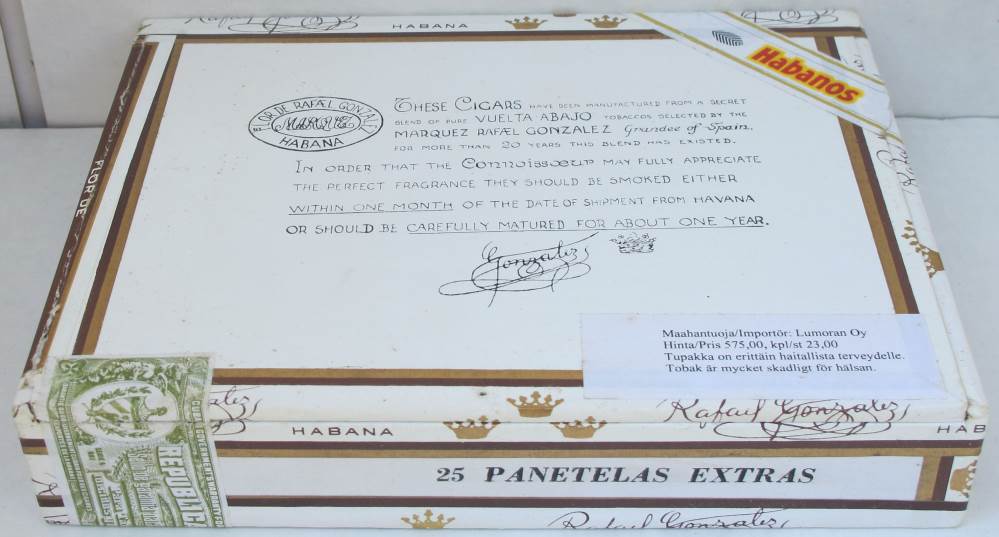 Rafael Gonzalez
HABANA
Habanos
FLOR DE RAFÆL GONZALEZ
MARQUEZ
HABANA
THESE CIGARS HAVE BEEN MANUFACTURED FROM A SECRET
BLEND OF PURE VUELTA ABAJO TOBACCOS SELECTED BY THE
MARQUEZ RAFÆL GONZALEZ Grandee of Spain.
FOR MORE THAN 20 YEARS THIS BLEND HAS EXISTED.
IN ORDER THAT THE Connoisseur MAY FULLY APPRECIATE
THE PERFECT FRAGRANCE THEY SHOULD BE SMOKED EITHER
WITHIN ONE MONTH OF THE DATE OF SHIPMENT FROM HAVANA
OR SHOULD BE CAREFULLY MATURED FOR ABOUT ONE YEAR.
Gonzalez
FLOR DE
Maahantuoja/Importör: Lumoran Oy
Hinta/Pris 575,00, kpl/st 23,00
Tupakka on erittäin haitallista terveydelle.
Tobak är mycket skadligt för hälsan.
Rafael Gonzalez
HABANA
HAB
REPUBLICA
25 PANETELAS EXTRAS
Rafael Gonzalez